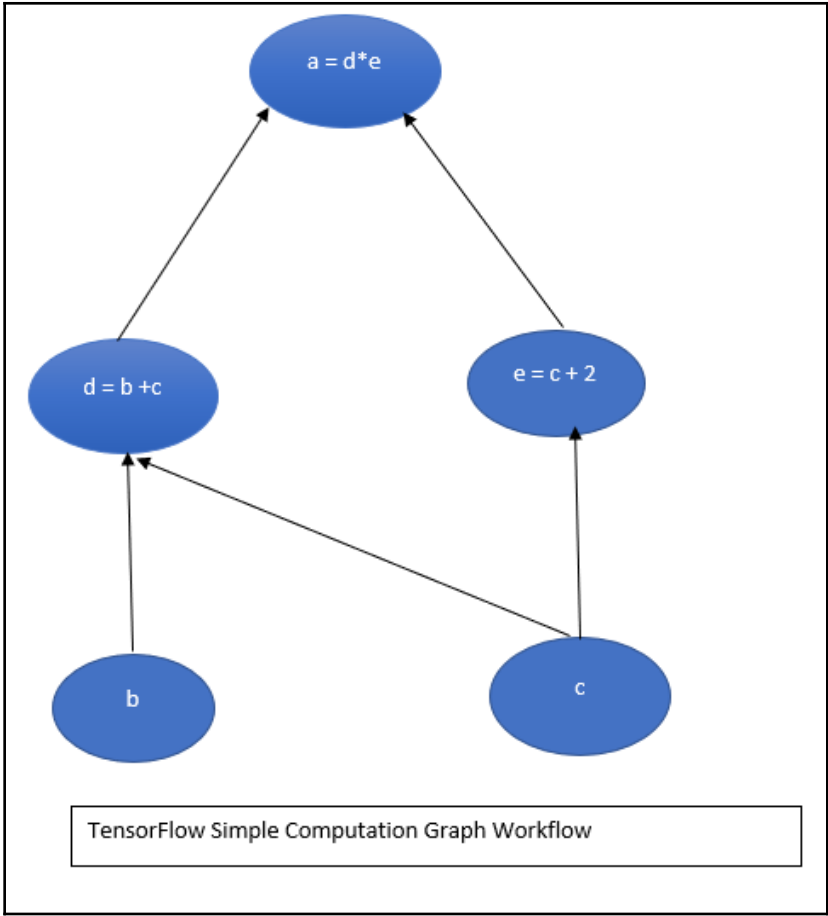 a = d*e
d = b +c
e = c + 2
b
c
TensorFlow Simple Computation Graph Workflow